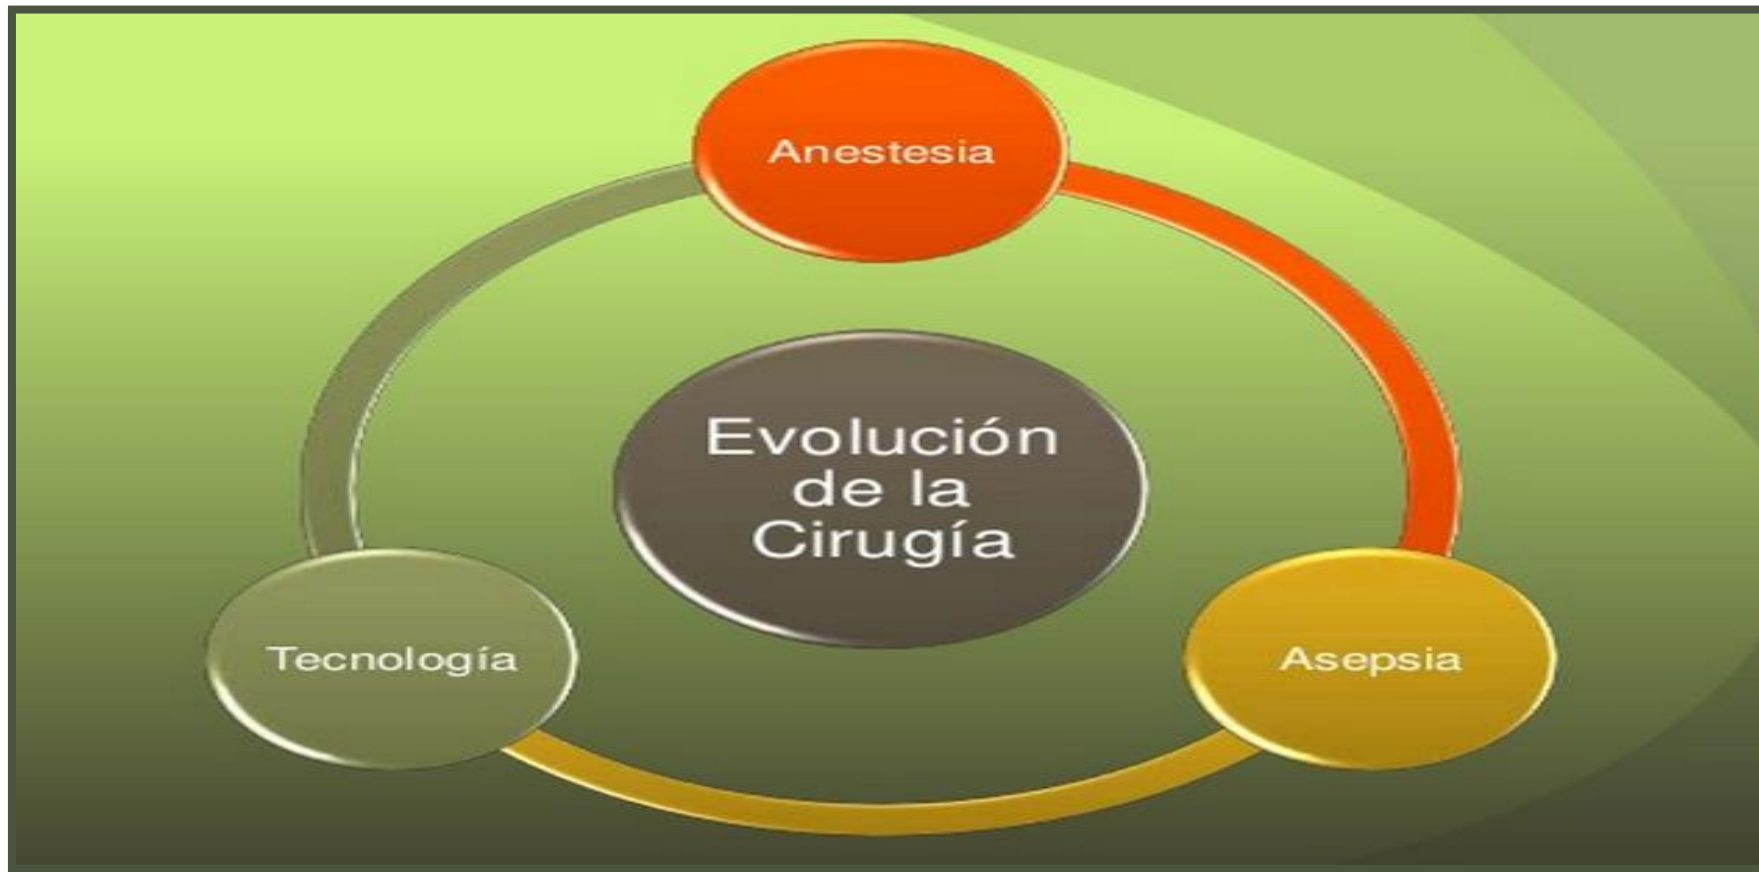 Anestesia
Evolución
de la
Cirugía
Tecnología
Asepsia